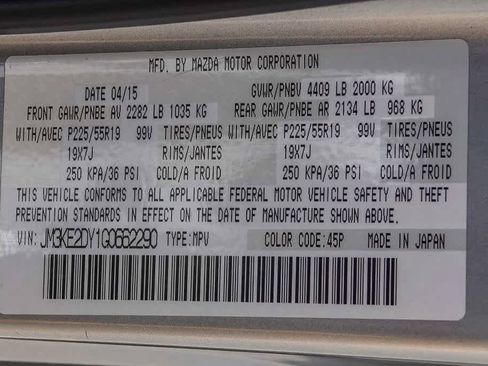 MFD. BY MAZDA MOTOR CORPORATION
DATE 04/15 GVWR/PNBV 4409 LB 2000 KG
FRONT GAWR/PNBE AV 2282 LB 1035 KG REAR GAWR/PNBE AR 2134 LB 968 KG
WITH/AVEC P225/55R19 99V TIRES/PNEUS WITH/AVEC P225/55R19 99V TIRES/PNEUS
19X7J RIMS/JANTES 19X7J RIMS/JANTES
250 KPA/36 PSI COLD/A FROID 250 KPA/36 PSI COLD/A FROID
THIS VEHICLE CONFORMS TO ALL APPLICABLE FEDERAL MOTOR VEHICLE SAFETY AND THEFT
PREVENTION STANDARDS IN EFFECT ON THE DATE OF MANUFACTURE SHOWN ABOVE.
VIN: JM3KE2DY1G0662290 TYPE: MPV COLOR CODE: 45P MADE IN JAPAN